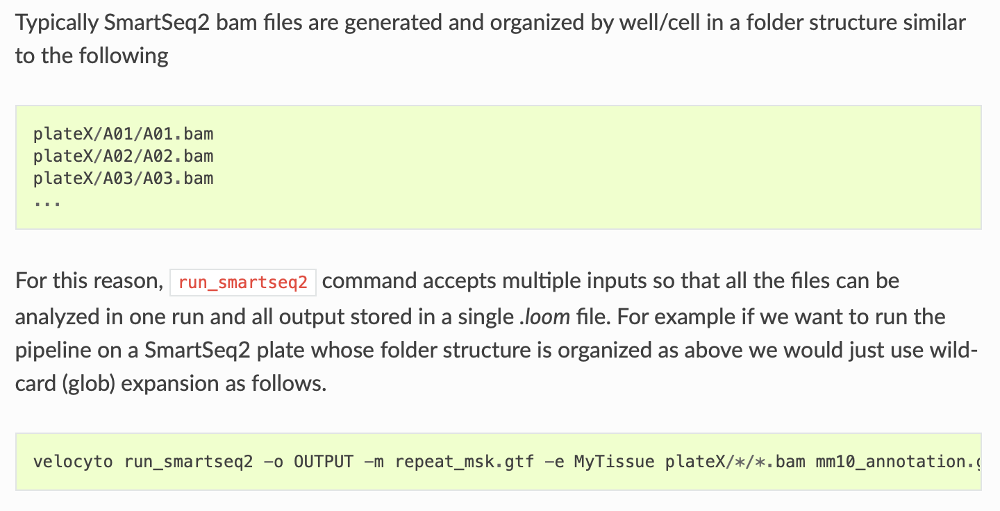 Typically SmartSeq2 bam files are generated and organized by well/cell in a folder structure similar
to the following
plateX/A01/A01.bam
plateX/A02/A02.bam
plateX/A03/A03.bam
...
For this reason, run_smartseq2 command accepts multiple inputs so that all the files can be
analyzed in one run and all output stored in a single .loom file. For example if we want to run the
pipeline on a SmartSeq2 plate whose folder structure is organized as above we would just use wild-
card (glob) expansion as follows.
velocyto run_smartseq2 -o OUTPUT -m repeat_msk.gtf -e MyTissue plateX/*/*.bam mm10_annotation.